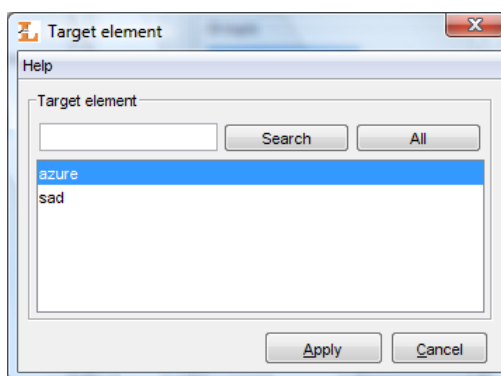 Target element
Help
Target element
Search All
azure
sad
Apply Cancel